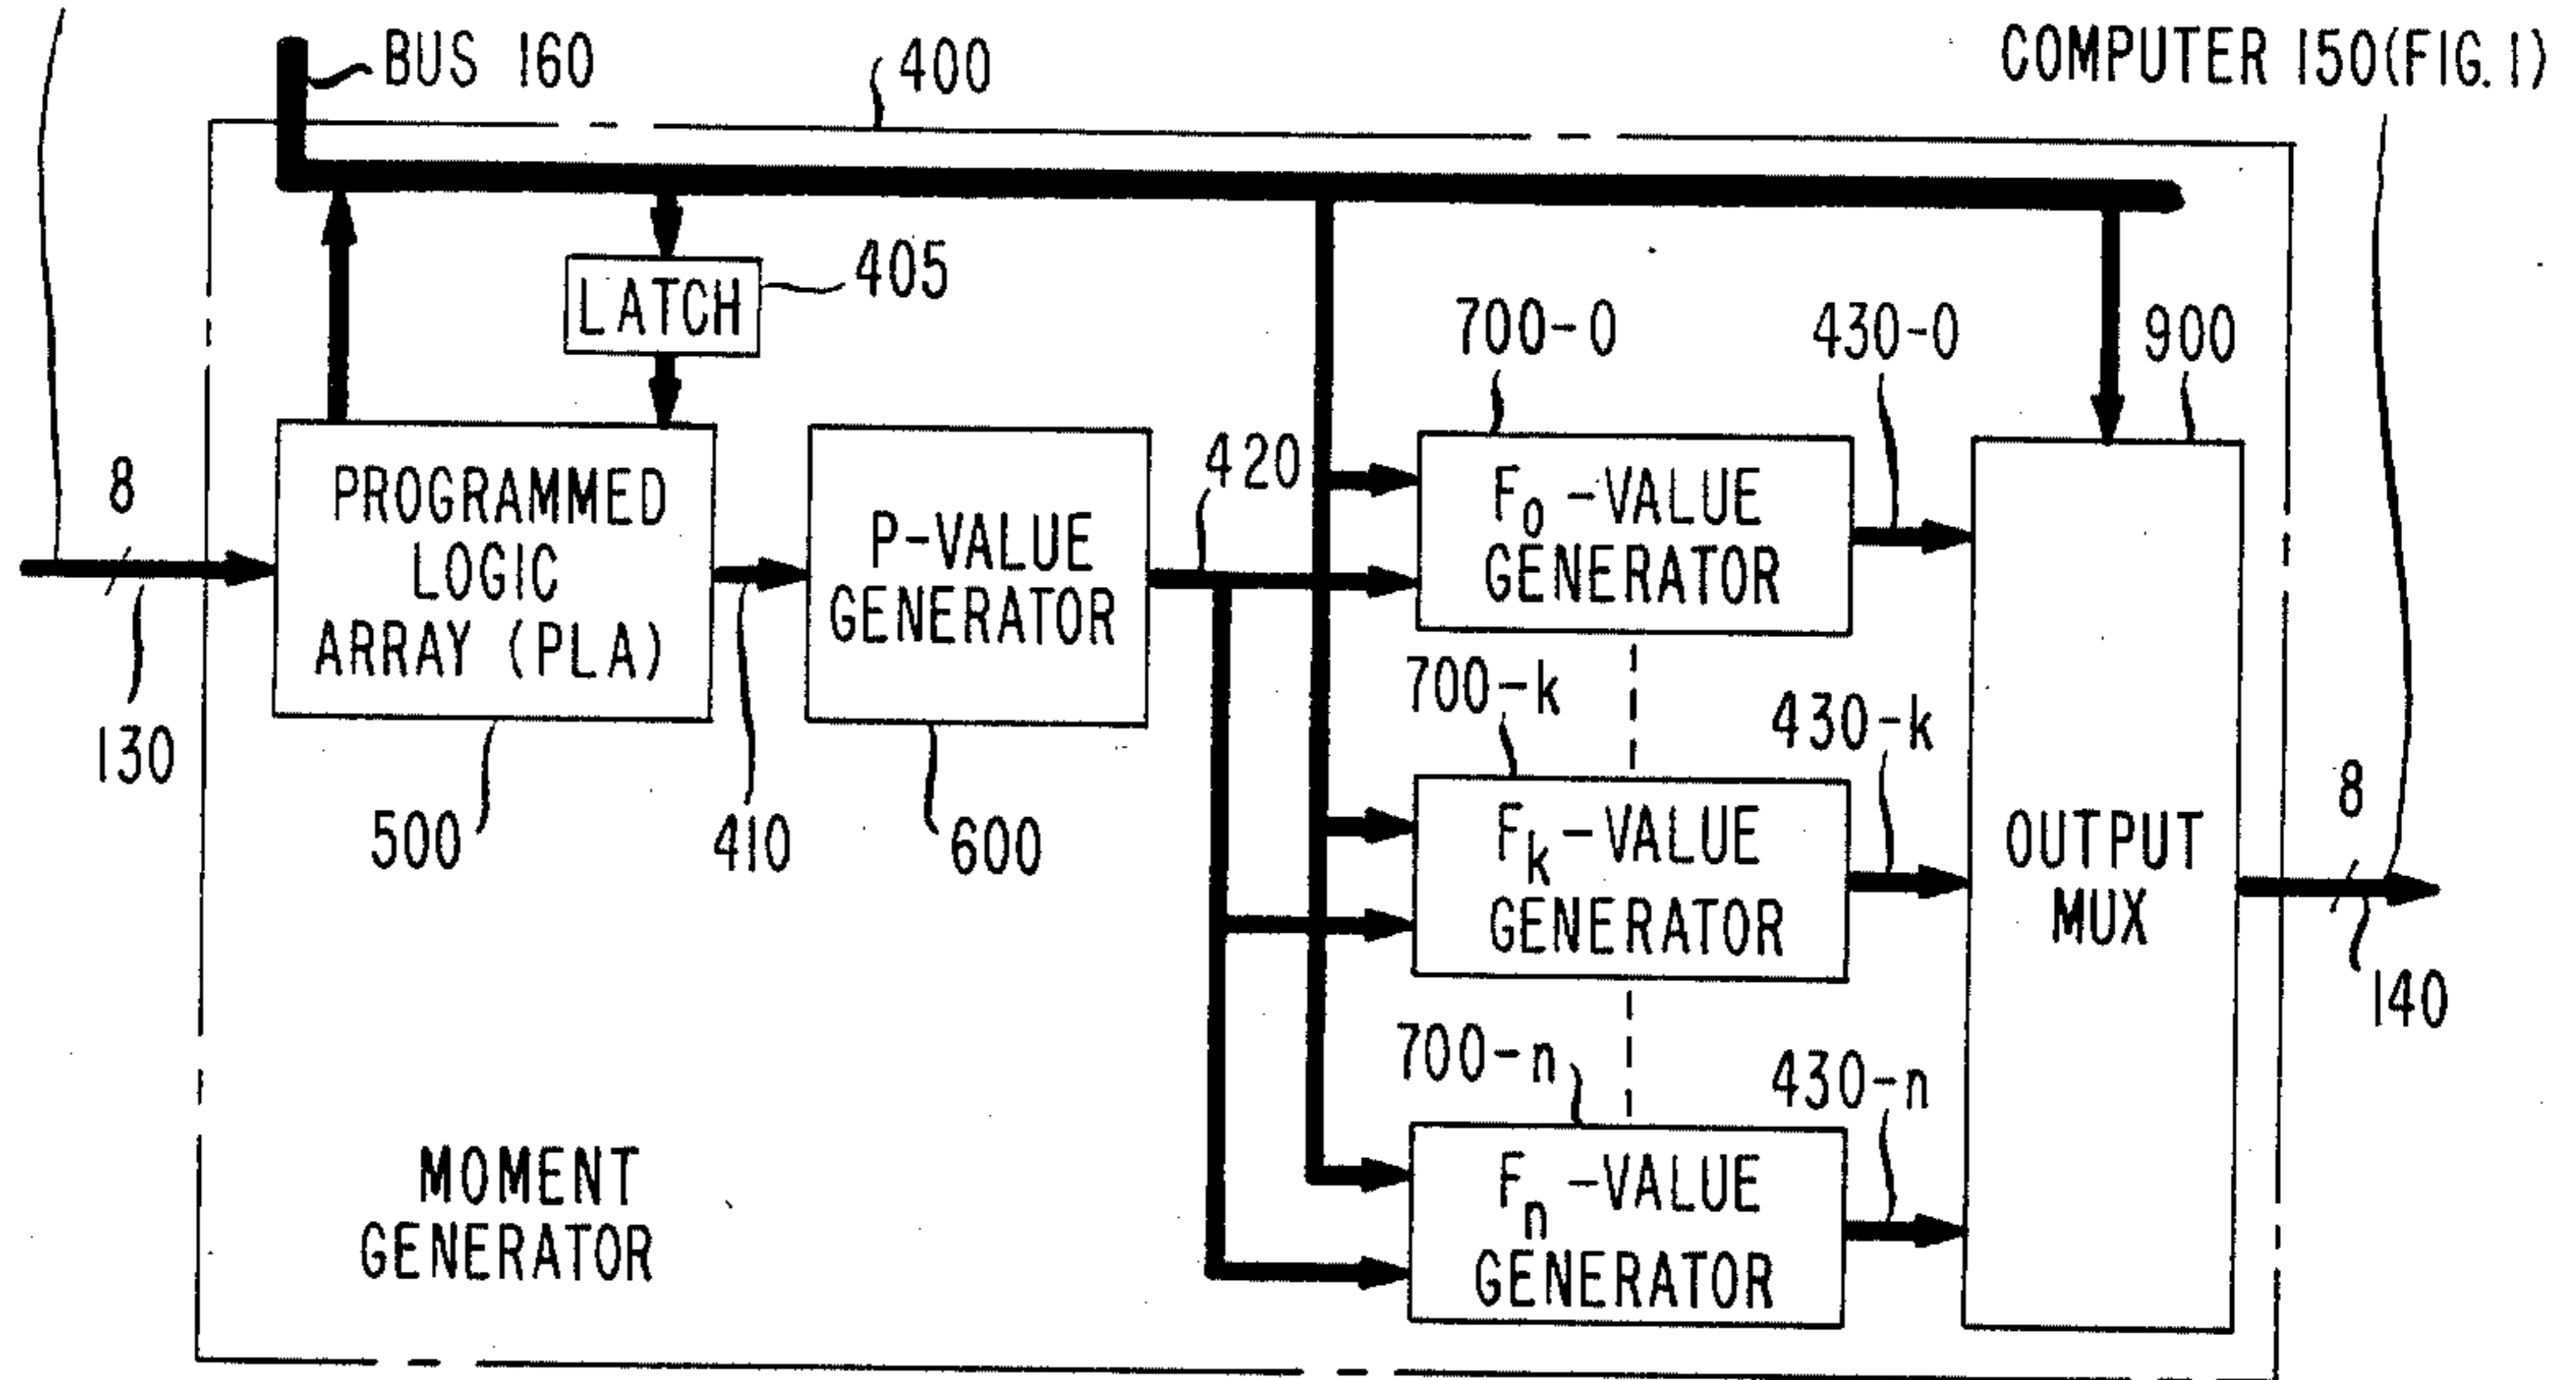 BUS 160
400
COMPUTER 150(FIG. 1)
LATCH
405
700-0
430-0
900
8
PROGRAMMED
LOGIC
ARRAY (PLA)
P-VALUE
GENERATOR
420
F0-VALUE
GENERATOR
130
500
410
600
700-k
430-k
Fk-VALUE
GENERATOR
OUTPUT
MUX
8
140
700-n
430-n
Fn-VALUE
GENERATOR
MOMENT
GENERATOR